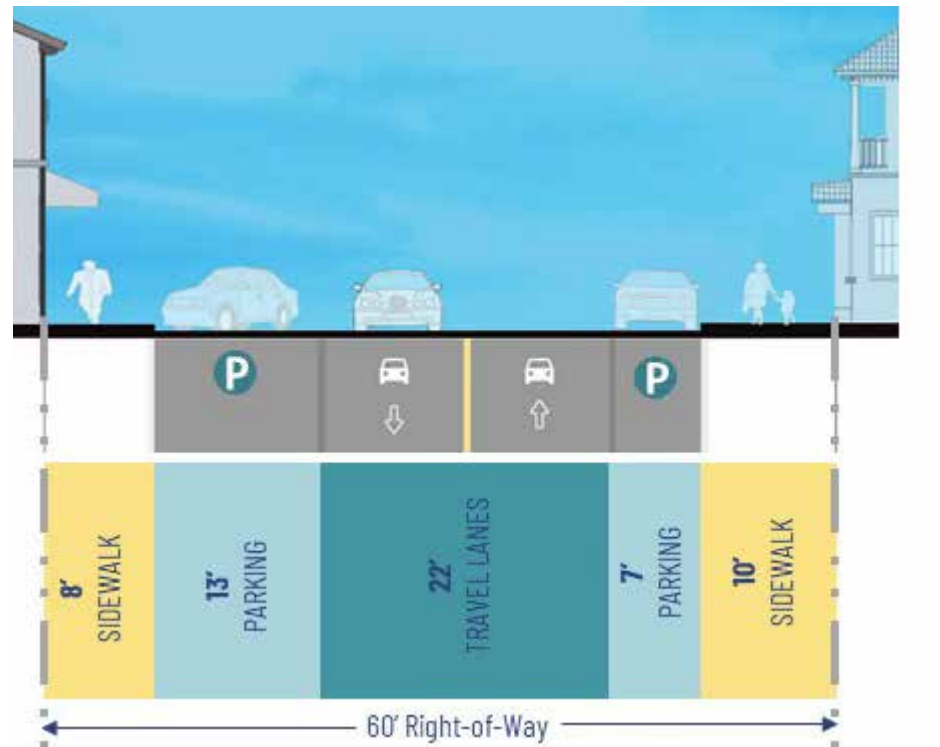 P
P
8'
SIDEWALK
13'
PARKING
22'
TRAVEL LANES
7'
PARKING
10'
SIDEWALK
60' Right-of-Way